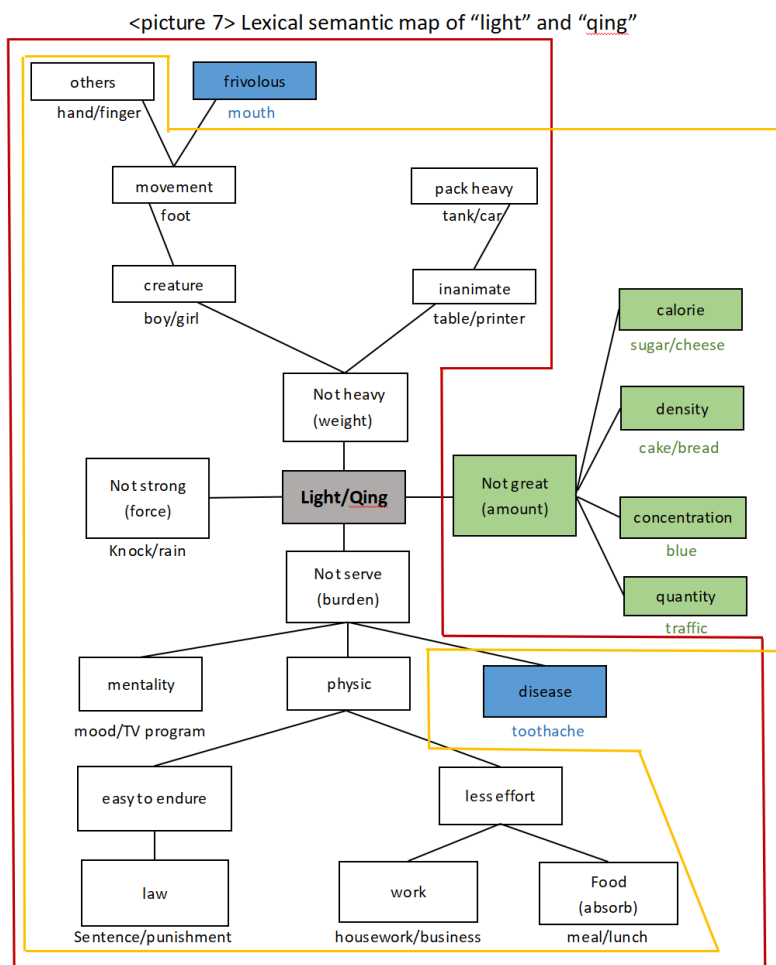 <picture 7> Lexical semantic map of “light” and “qing”
others
frivolous
hand/finger
mouth
movement
foot
pack heavy
tank/car
creature
boy/girl
inanimate
table/printer
calorie
sugar/cheese
Not heavy
(weight)
density
cake/bread
Not strong
(force)
Knock/rain
Light/Qing
Not great
(amount)
concentration
blue
Not serve
(burden)
quantity
traffic
mentality
mood/TV program
physic
disease
toothache
easy to endure
less effort
law
Sentence/punishment
work
housework/business
Food
(absorb)
meal/lunch